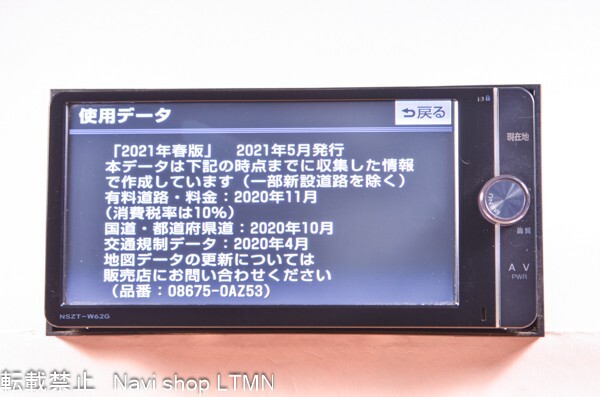 使用データ
戻る
「2021年春版」 2021年5月発行
本データは下記の時点までに収集した情報
で作成しています（一部新設道路を除く）
有料道路・料金：2020年11月
（消費税率は10%）
国道・都道府県道：2020年10月
交通規制データ：2020年4月
地図データの更新については
販売店にお問い合わせください
（品番：08675-0AZ53）
現在地
画質
AV
PWR
NSZT-W62G
転載禁止 Navi shop LTMN